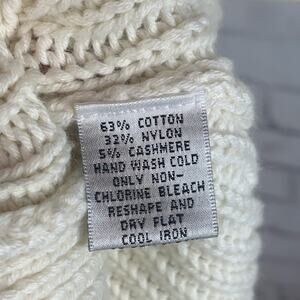 63% COTTON
32% NYLON
5% CASHMERE
HAND WASH COLD
ONLY NON-
CHLORINE BLEACH
RESHAPE AND
DRY FLAT
COOL IRON